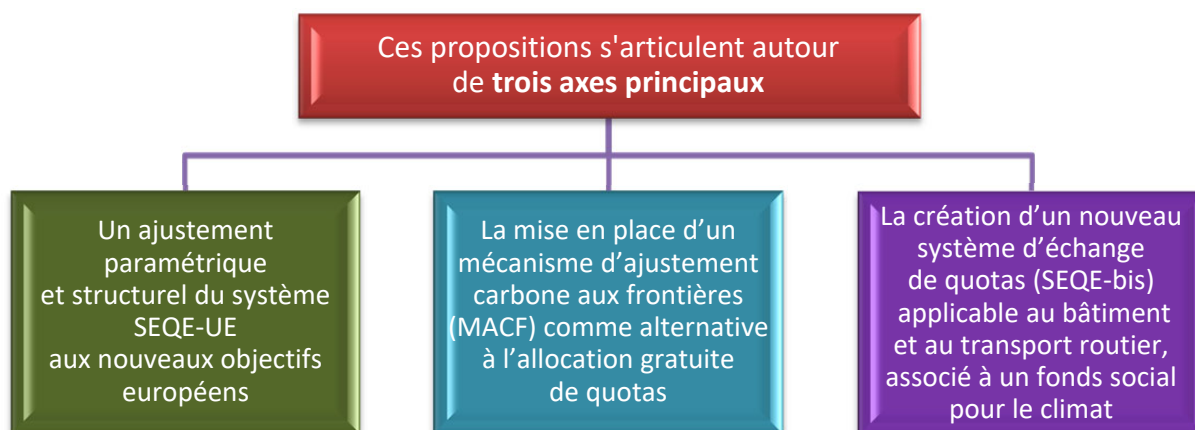 Ces propositions s'articulent autour
de trois axes principaux
Un ajustement
paramétrique
et structurel du système
SEQE-UE
aux nouveaux objectifs
européens
La mise en place d’un
mécanisme d’ajustement
carbone aux frontières
(MACF) comme alternative
à l’allocation gratuite
de quotas
La création d’un nouveau
système d’échange
de quotas (SEQE-bis)
applicable au bâtiment
et au transport routier,
associé à un fonds social
pour le climat